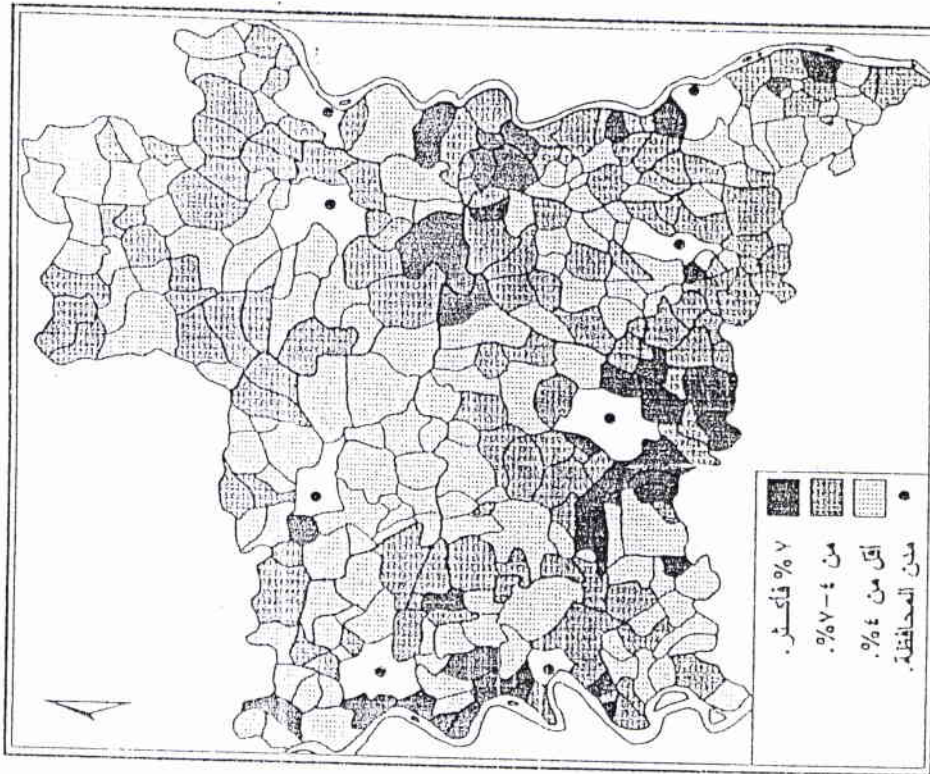 مدن المحافظة.
أقل من ٤%.
من ٤-٧%.
٧% فأكثر.